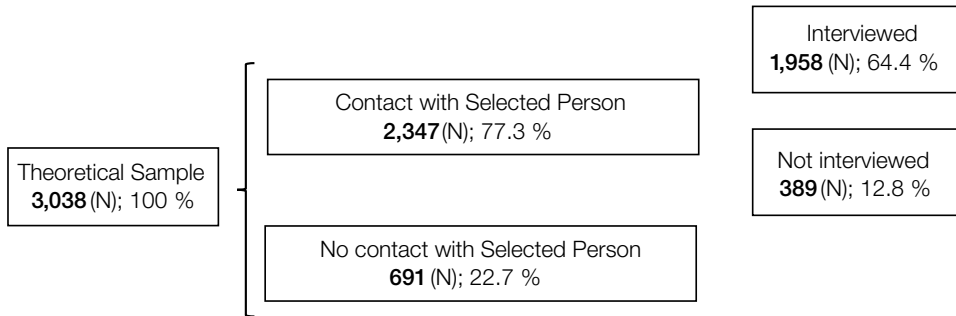 Interviewed
1,958 (N); 64.4 %
Contact with Selected Person
2,347 (N); 77.3 %
Theoretical Sample
3,038 (N); 100 %
Not interviewed
389 (N); 12.8 %
No contact with Selected Person
691 (N); 22.7 %